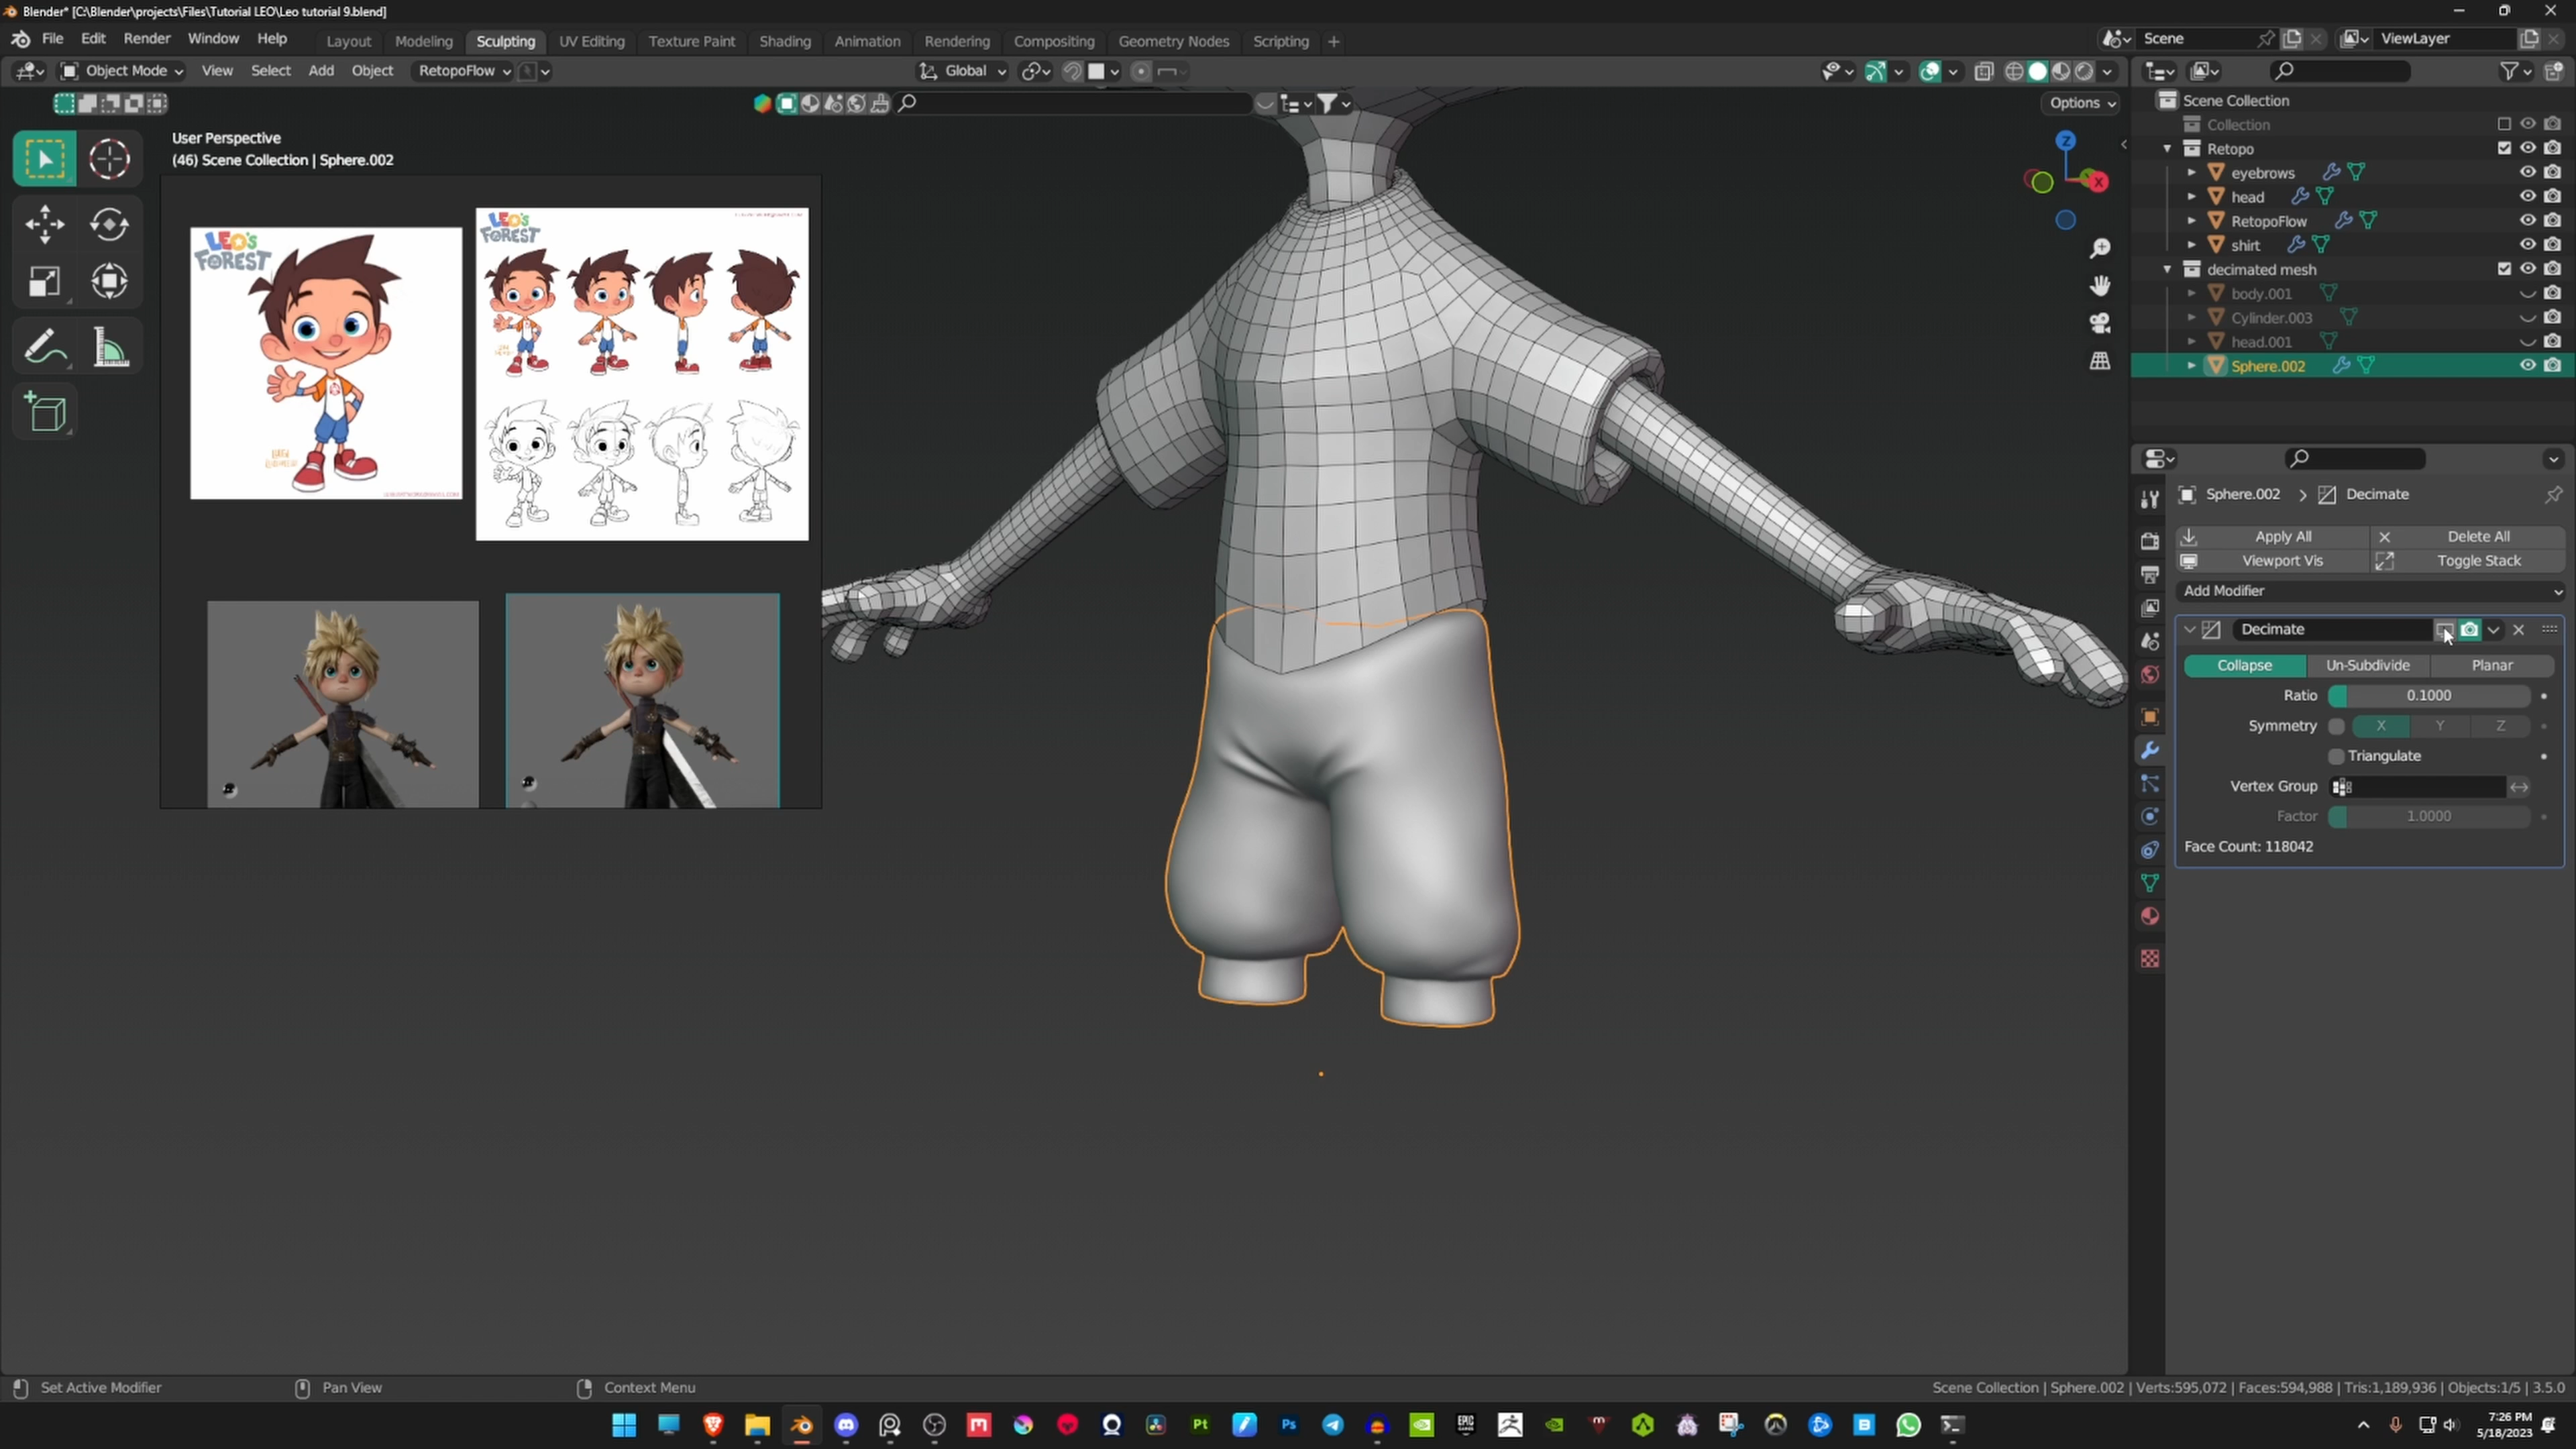 Blender* [C:\Blender\projects\Files\Tutorial LEO\Leo tutorial 9.blend]
File Edit Render Window Help Layout Modeling Sculpting UV Editing Texture Paint Shading Animation Rendering Compositing Geometry Nodes Scripting + Scene ViewLayer
Object Mode View Select Add Object RetopoFlow Global
Options
User Perspective
(46) Scene Collection | Sphere.002
LEO'S
FOREST
LEO'S
FOREST
Z
X
Scene Collection
Collection
Retopo
eyebrows
head
RetopoFlow
shirt
decimated mesh
body.001
Cylinder.003
head.001
Sphere.002
Sphere.002 > Decimate
Apply All Delete All
Viewport Vis Toggle Stack
Add Modifier
Decimate
Collapse Un-Subdivide Planar
Ratio 0.1000
Symmetry X Y Z
Triangulate
Vertex Group
Factor 1.0000
Face Count: 118042
Set Active Modifier Pan View Context Menu Scene Collection | Sphere.002 | Verts:595,072 | Faces:594,988 | Tris:1,189,936 | Objects:1/5 | 3.5.0
Pt Ps EPIC GAMES B
7:26 PM
5/18/2023